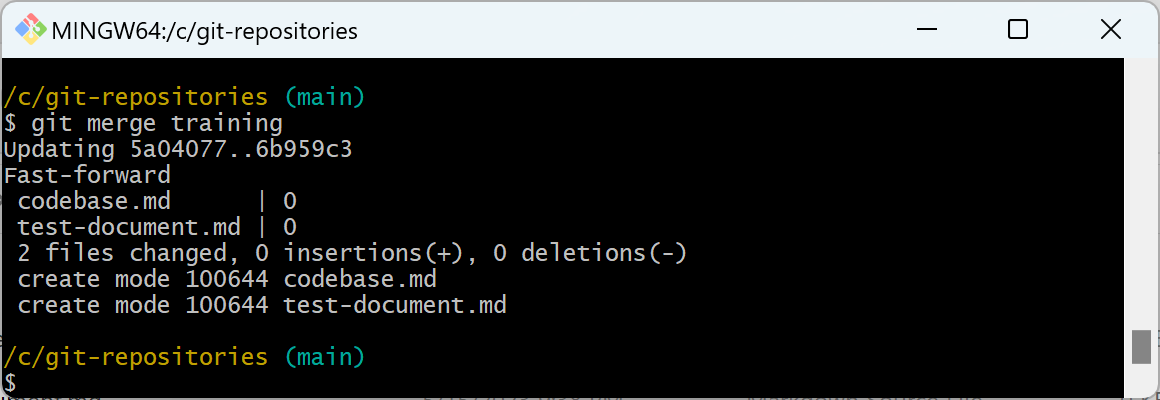 MINGW64:/c/git-repositories
/c/git-repositories (main)
$ git merge training
Updating 5a04077..6b959c3
Fast-forward
 codebase.md      | 0
 test-document.md | 0
 2 files changed, 0 insertions(+), 0 deletions(-)
 create mode 100644 codebase.md
 create mode 100644 test-document.md
/c/git-repositories (main)
$